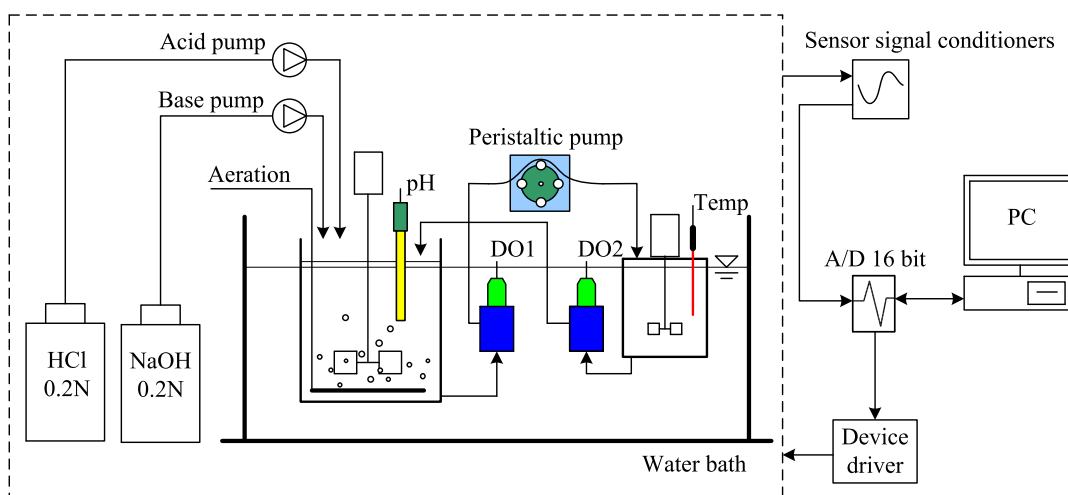 Acid pump
Sensor signal conditioners
Base pump
Peristaltic pump
Aeration
pH
Temp
PC
DO1
DO2
A/D 16 bit
HCl
0.2N
NaOH
0.2N
Device
driver
Water bath